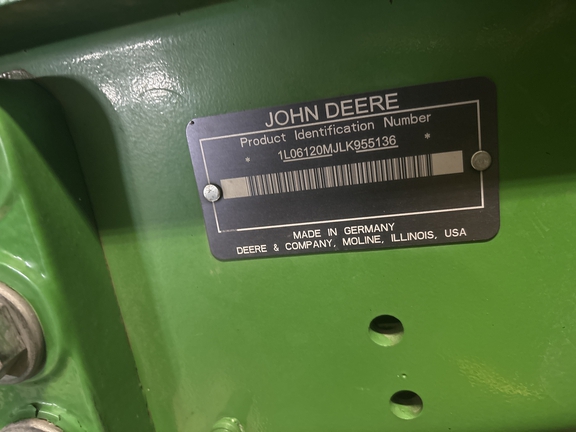 JOHN DEERE
Product Identification Number
* 1L06120MJLK955136 *
MADE IN GERMANY
DEERE & COMPANY, MOLINE, ILLINOIS, USA